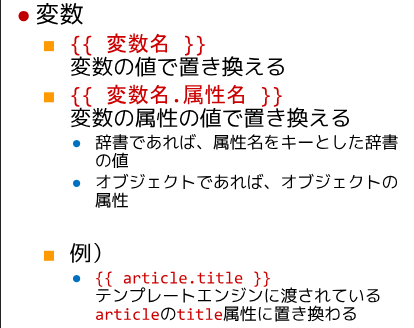 変数
{{ 変数名 }}
変数の値で置き換える
{{ 変数名.属性名 }}
変数の属性の値で置き換える
辞書であれば、属性名をキーとした辞書
の値
オブジェクトであれば、オブジェクトの
属性
例）
{{ article.title }}
テンプレートエンジンに渡されている
articleのtitle属性に置き換わる